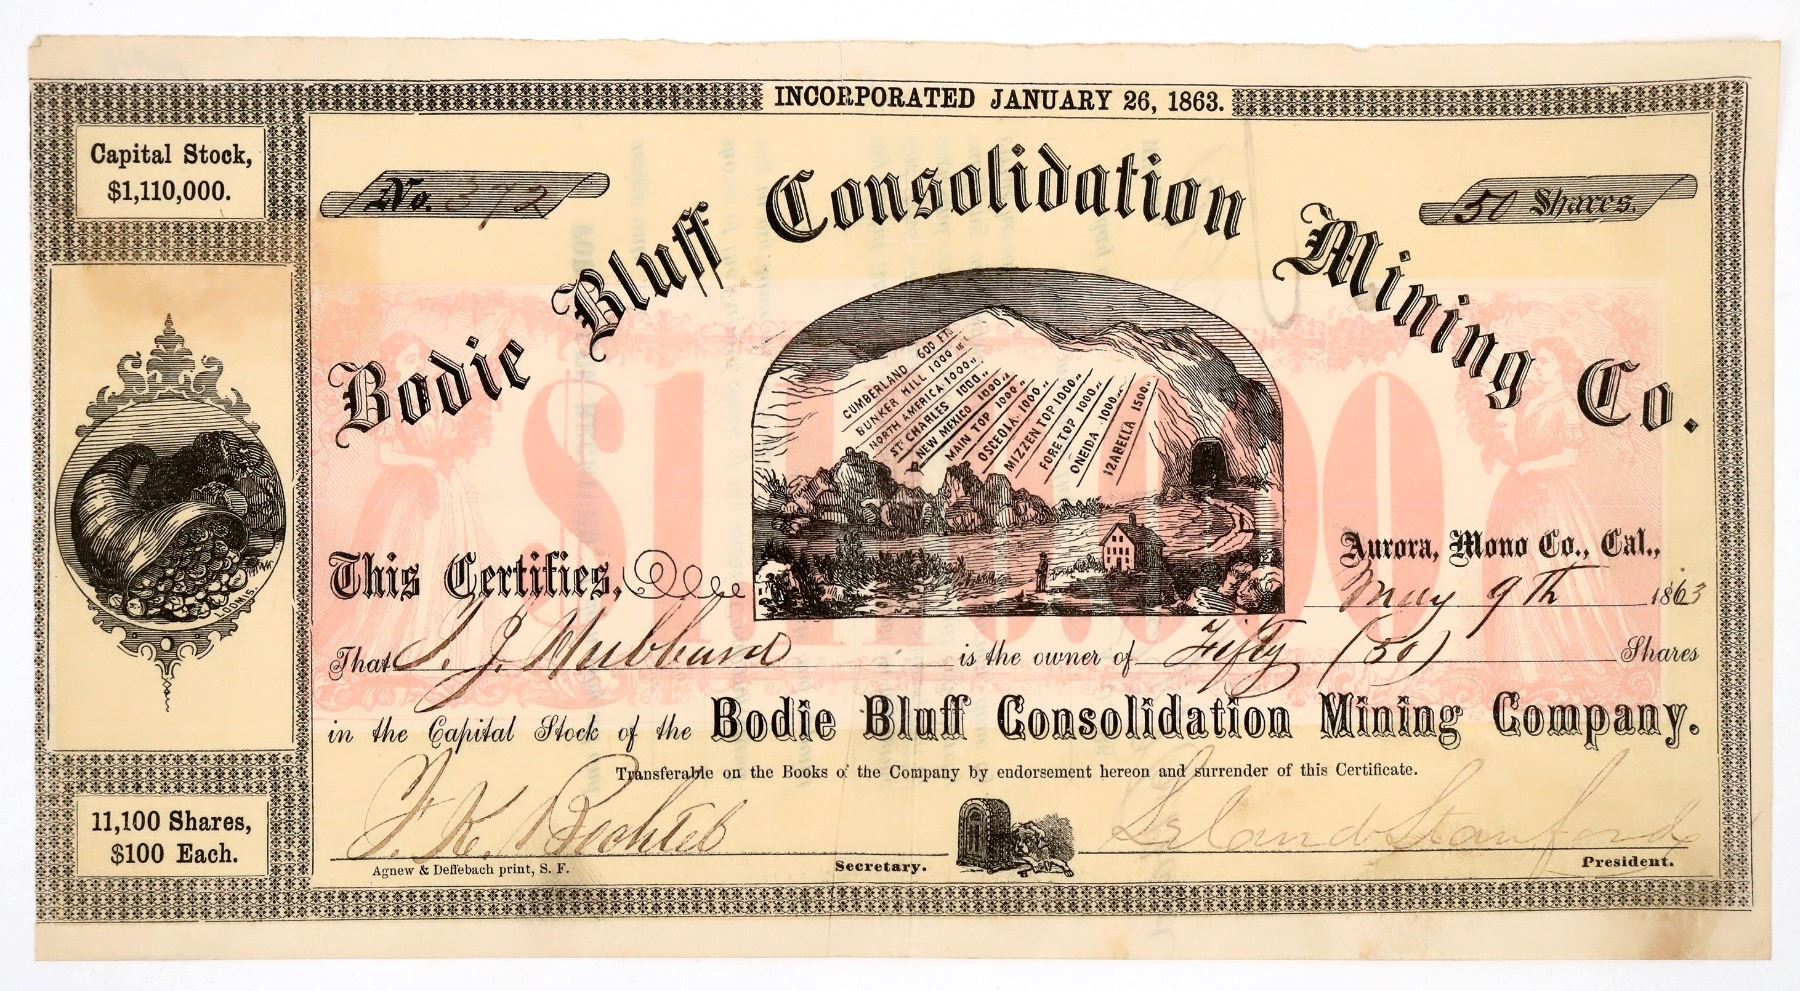 INCORPORATED JANUARY 26, 1863.
Capital Stock,
$1,110,000.
No. 372
50 Shares.
Bodie Bluff Consolidation Mining Co.
$1,110,000
CUMBERLAND 600 FT.
BUNKER HILL 1000 "
NORTH AMERICA 1000 "
ST. CHARLES 1000 "
NEW MEXICO 1000 "
MAIN TOP 1000 "
OSCEOLA 1000 "
MIZZEN TOP 1000 "
FORE TOP 1000 "
ONEIDA 1000 "
IZABELLA 1500 "
Aurora, Mono Co., Cal.,
This Certifies,
May 9th 1863
That T. J. Hubbard is the owner of Fifty (50) Shares
in the Capital Stock of the Bodie Bluff Consolidation Mining Company.
Transferable on the Books of the Company by endorsement hereon and surrender of this Certificate.
11,100 Shares,
$100 Each.
F. K. Bechtel
Leland Stanford
Agnew & Deffebach print, S. F.
Secretary.
President.